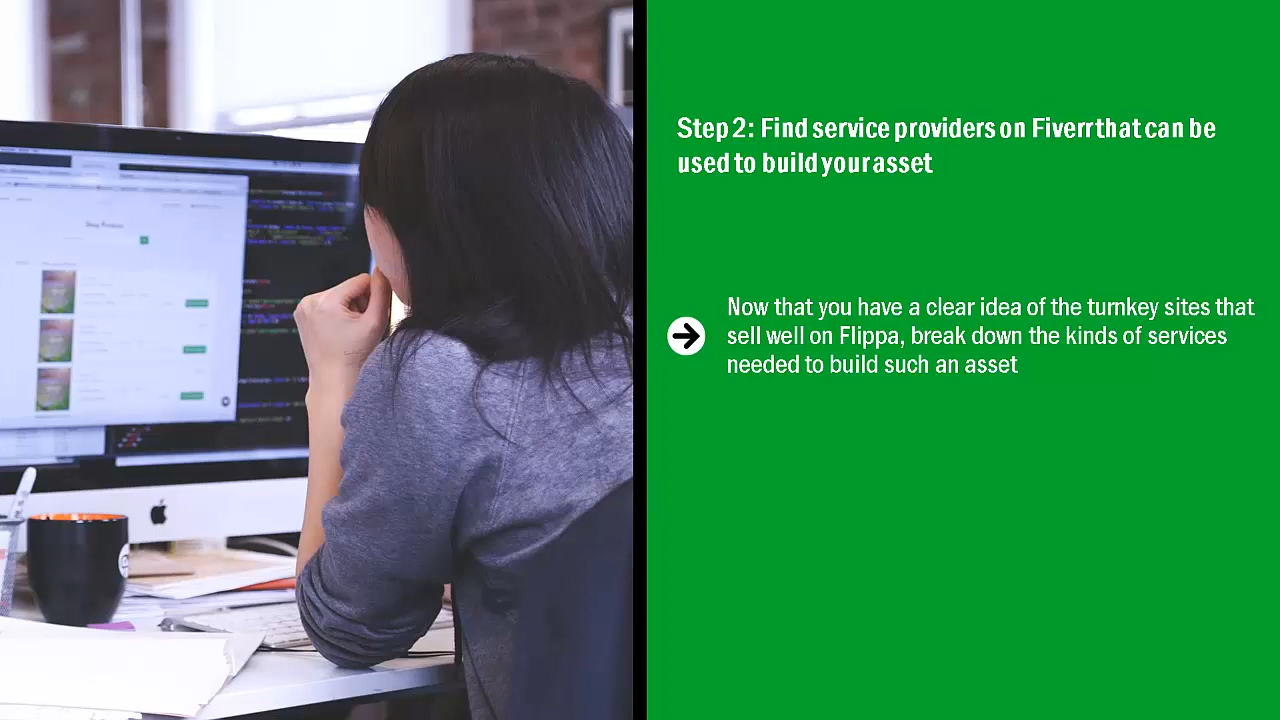 Step 2: Find service providers on Fiverr that can be
used to build your asset
Now that you have a clear idea of the turnkey sites that
sell well on Flippa, break down the kinds of services
needed to build such an asset